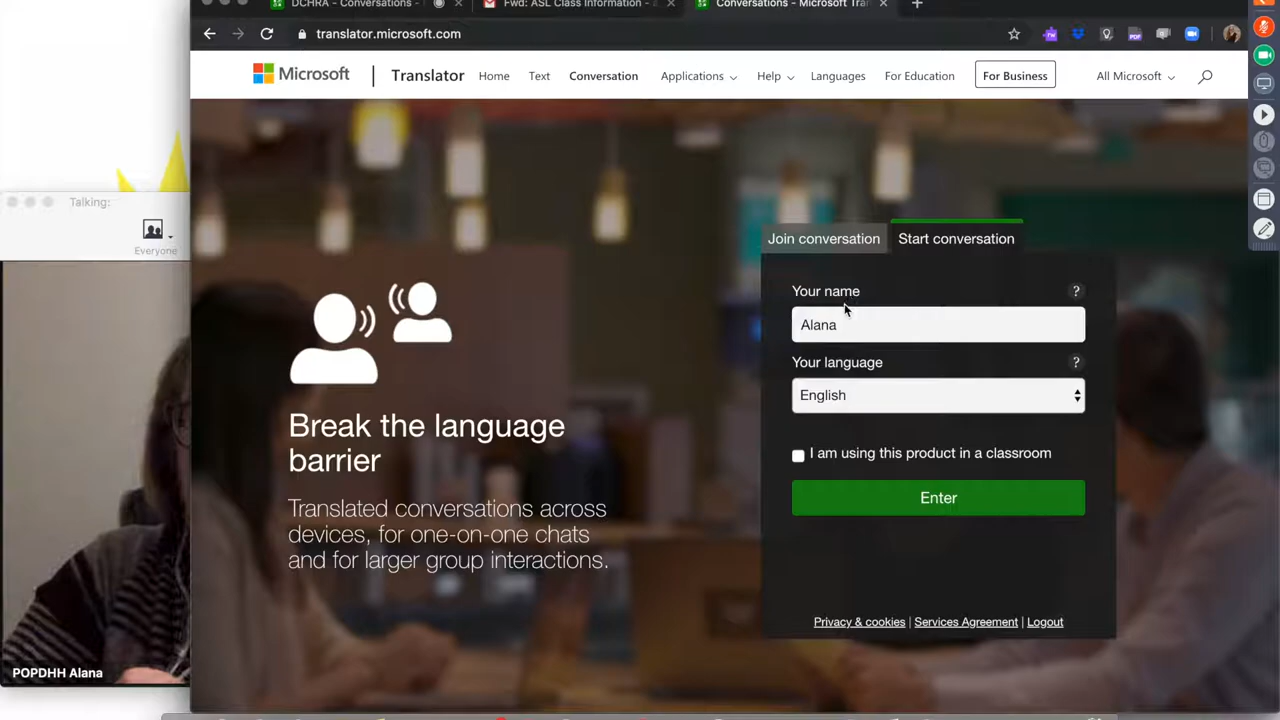 DCHRA - Conversations -
Fwd: ASL Class Information - a
Conversations - Microsoft Tra
translator.microsoft.com
Microsoft
Translator
Home
Text
Conversation
Applications
Help
Languages
For Education
For Business
All Microsoft
Talking:
Everyone
Join conversation
Start conversation
Your name
?
Alana
Your language
?
English
I am using this product in a classroom
Enter
Break the language
barrier
Translated conversations across
devices, for one-on-one chats
and for larger group interactions.
Privacy & cookies | Services Agreement | Logout
POPDHH Alana